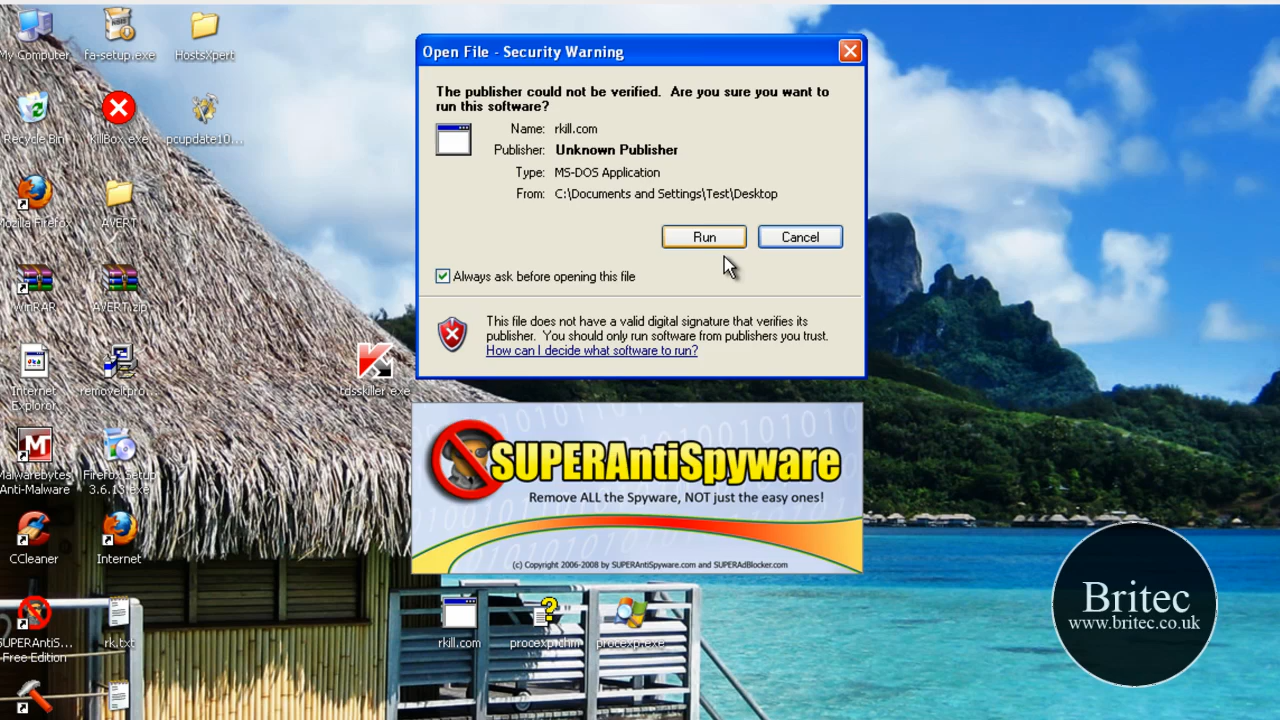 My Computer
fa-setup.exe
HostsXpert
Recycle Bin
KillBox.exe
pcupdate10...
Mozilla Firefox
AVERT
WinRAR
AVERT.zip
Internet
Explorer
removeitpro...
tdsskiller.exe
Malwarebytes
Anti-Malware
Firefox Setup
3.6.13.exe
CCleaner
Internet
SUPERAntiS...
Free Edition
rk.txt
rkill.com
procexp.chm
procexp.exe
Open File - Security Warning
The publisher could not be verified. Are you sure you want to
run this software?
Name: rkill.com
Publisher: Unknown Publisher
Type: MS-DOS Application
From: C:\Documents and Settings\Test\Desktop
Run
Cancel
Always ask before opening this file
This file does not have a valid digital signature that verifies its
publisher. You should only run software from publishers you trust.
How can I decide what software to run?
SUPERAntiSpyware
Remove ALL the Spyware, NOT just the easy ones!
(c) Copyright 2006-2008 by SUPERAntiSpyware.com and SUPERAdBlocker.com
Britec
www.britec.co.uk